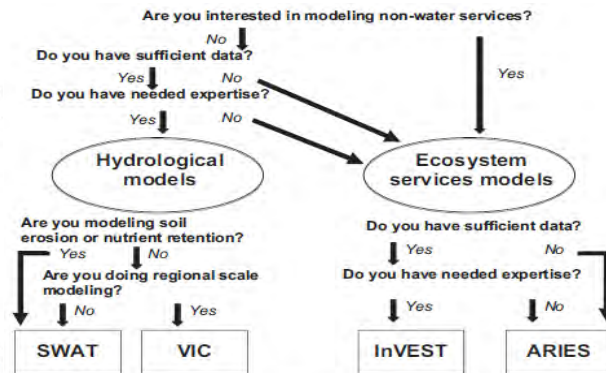 Are you interested in modeling non-water services?
No
Do you have sufficient data?
Yes
No
Yes
Do you have needed expertise?
Yes
No
Hydrological
models
Ecosystem
services models
Are you modeling soil
erosion or nutrient retention?
Yes
No
Are you doing regional scale
modeling?
No
Yes
Do you have sufficient data?
Yes
No
Do you have needed expertise?
Yes
No
SWAT
VIC
InVEST
ARIES